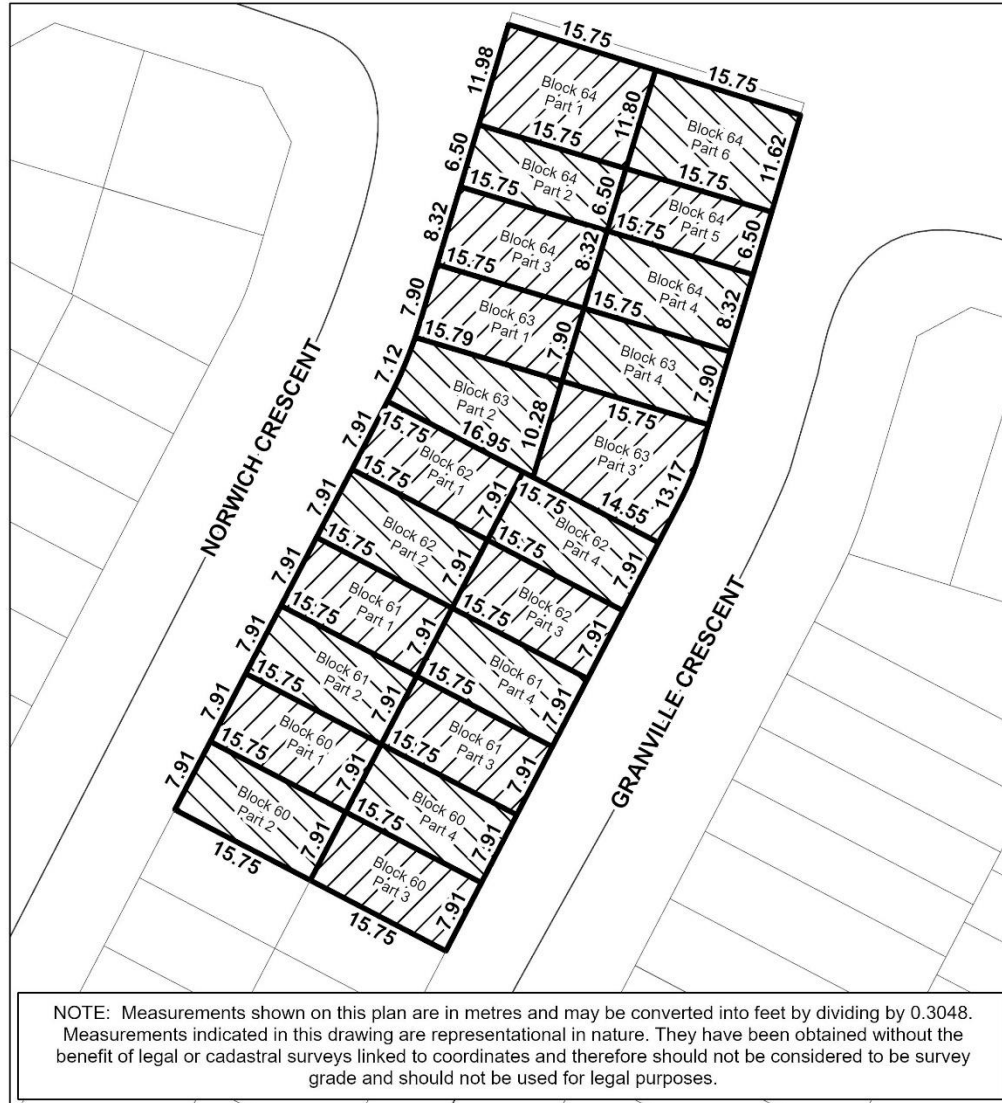 15.75
15.75
11.98
Block 64
Part 1
11.80
Block 64
Part 6
11.62
15.75
15.75
6.50
Block 64
Part 2
6.50
Block 64
Part 5
6.50
15.75
15.75
8.32
Block 64
Part 3
8.32
Block 64
Part 4
8.32
15.75
15.75
7.90
Block 63
Part 1
7.90
Block 63
Part 4
7.90
15.79
15.75
7.12
Block 63
Part 2
10.28
Block 63
Part 3
13.17
16.95
14.55
7.91
15.75
Block 62
Part 1
7.91
15.75
Block 62
Part 4
7.91
15.75
15.75
7.91
Block 62
Part 2
7.91
Block 62
Part 3
7.91
15.75
15.75
7.91
Block 61
Part 1
7.91
Block 61
Part 4
7.91
15.75
15.75
7.91
Block 61
Part 2
7.91
Block 61
Part 3
7.91
15.75
15.75
7.91
Block 60
Part 1
7.91
Block 60
Part 4
7.91
15.75
15.75
7.91
Block 60
Part 2
7.91
Block 60
Part 3
7.91
15.75
15.75
NORWICH CRESCENT
GRANVILLE CRESCENT
NOTE: Measurements shown on this plan are in metres and may be converted into feet by dividing by 0.3048.
Measurements indicated in this drawing are representational in nature. They have been obtained without the
benefit of legal or cadastral surveys linked to coordinates and therefore should not be considered to be survey
grade and should not be used for legal purposes.